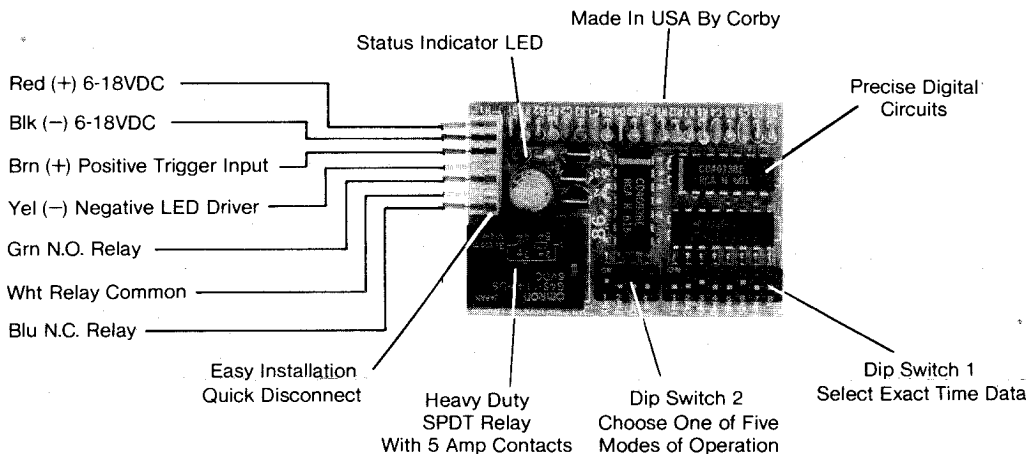 Made In USA By Corby
Status Indicator LED
Red (+) 6-18VDC
Precise Digital
Circuits
Blk (−) 6-18VDC
Brn (+) Positive Trigger Input
Yel (−) Negative LED Driver
Grn N.O. Relay
Wht Relay Common
Blu N.C. Relay
86
OMRON
JAPAN
Easy Installation
Quick Disconnect
Heavy Duty
SPDT Relay
With 5 Amp Contacts
Dip Switch 2
Choose One of Five
Modes of Operation
Dip Switch 1
Select Exact Time Data